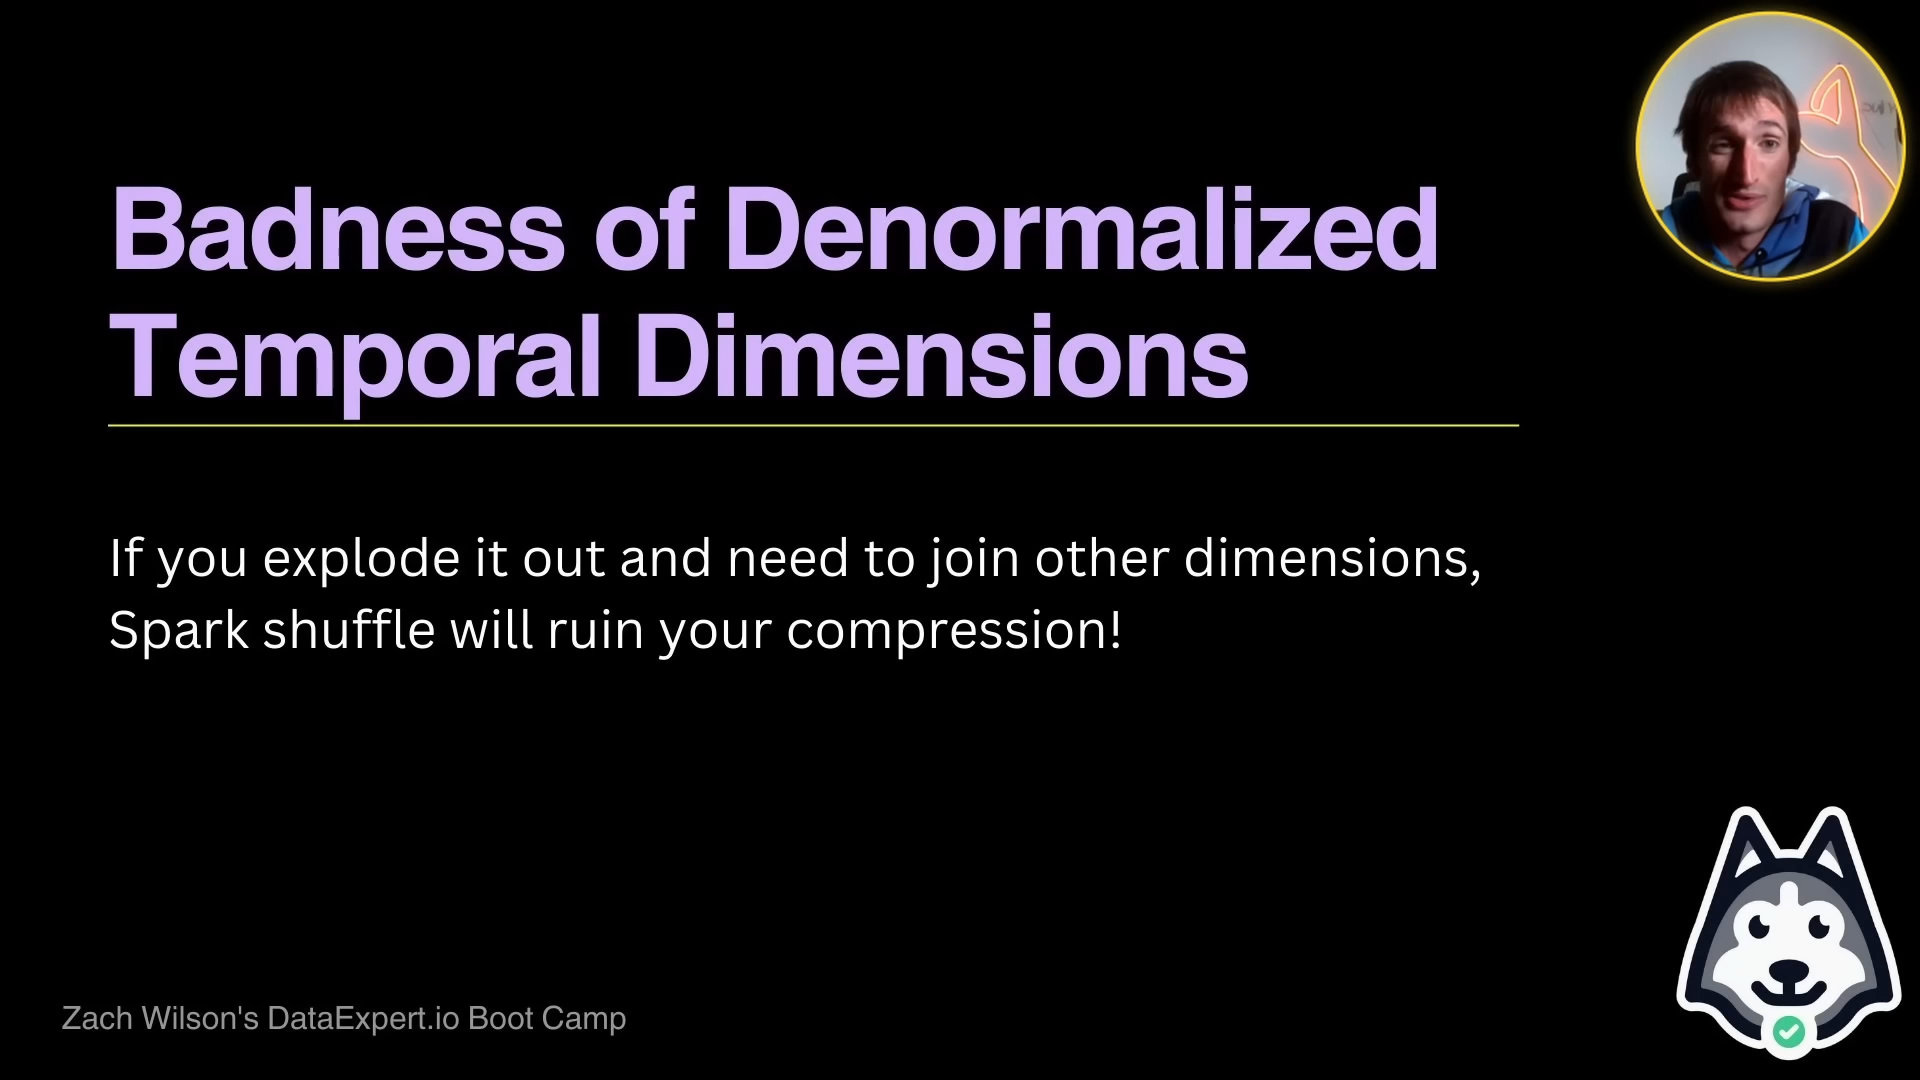 Badness of Denormalized
Temporal Dimensions
If you explode it out and need to join other dimensions,
Spark shuffle will ruin your compression!
Zach Wilson's DataExpert.io Boot Camp